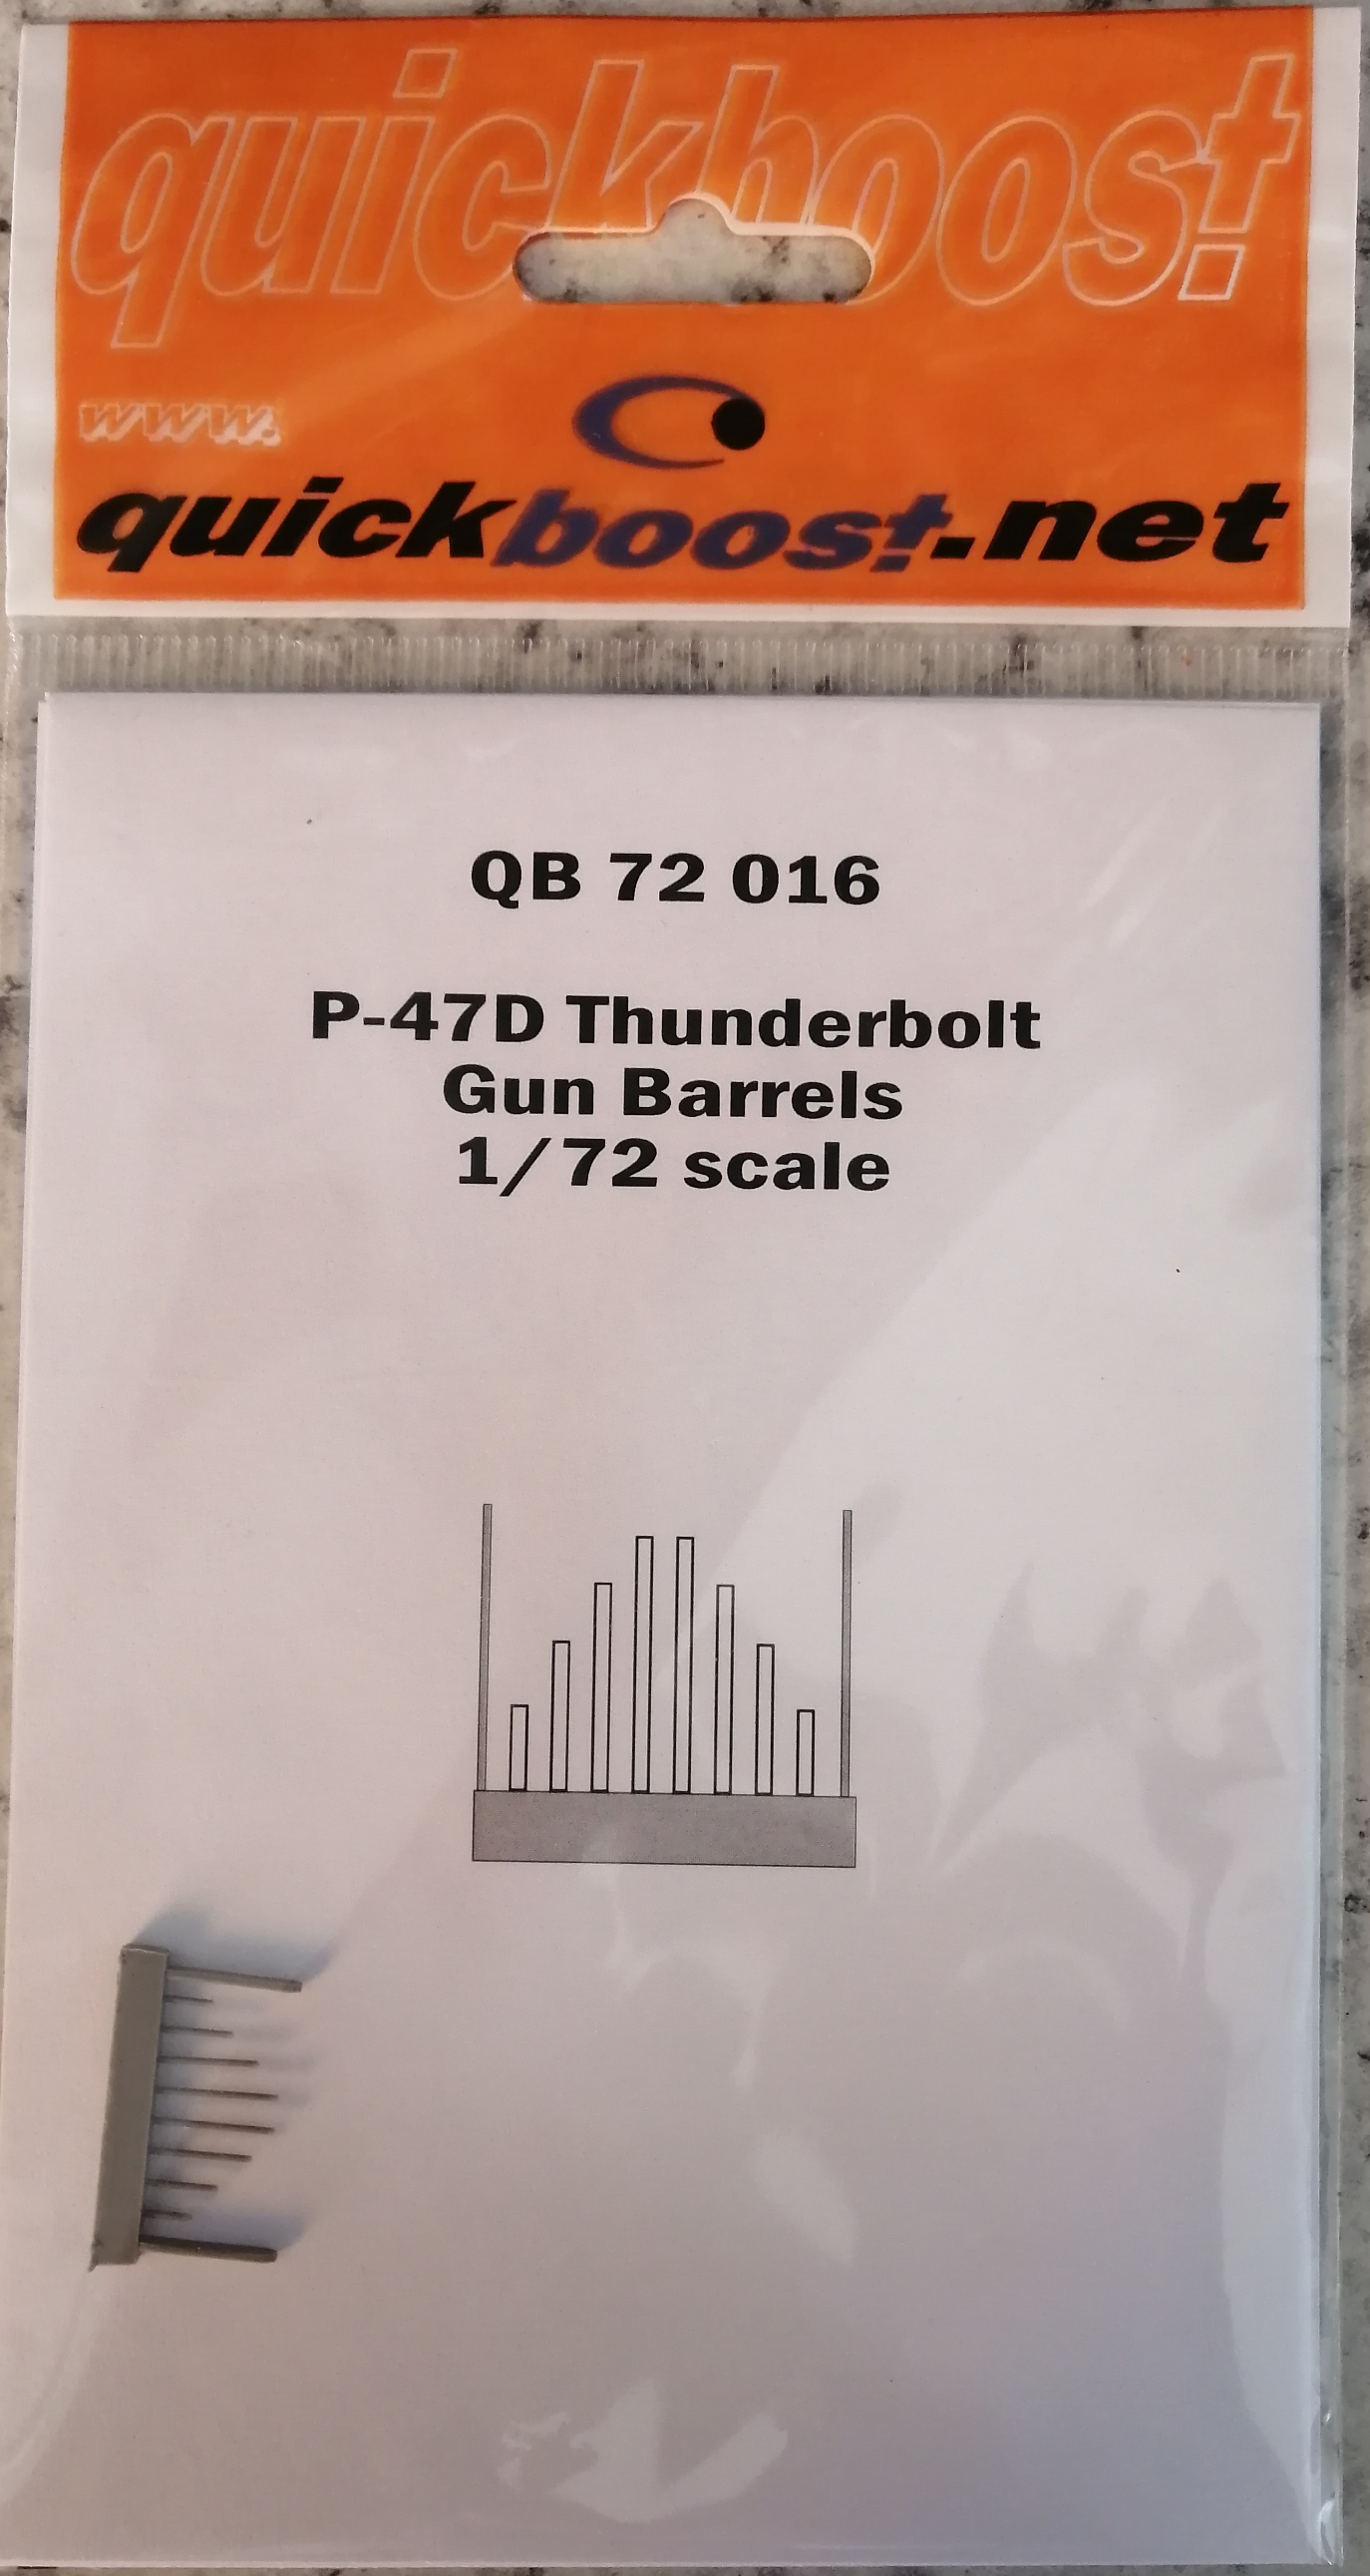 quickboost
www.
quickboost.net
QB 72 016
P-47D Thunderbolt
Gun Barrels
1/72 scale